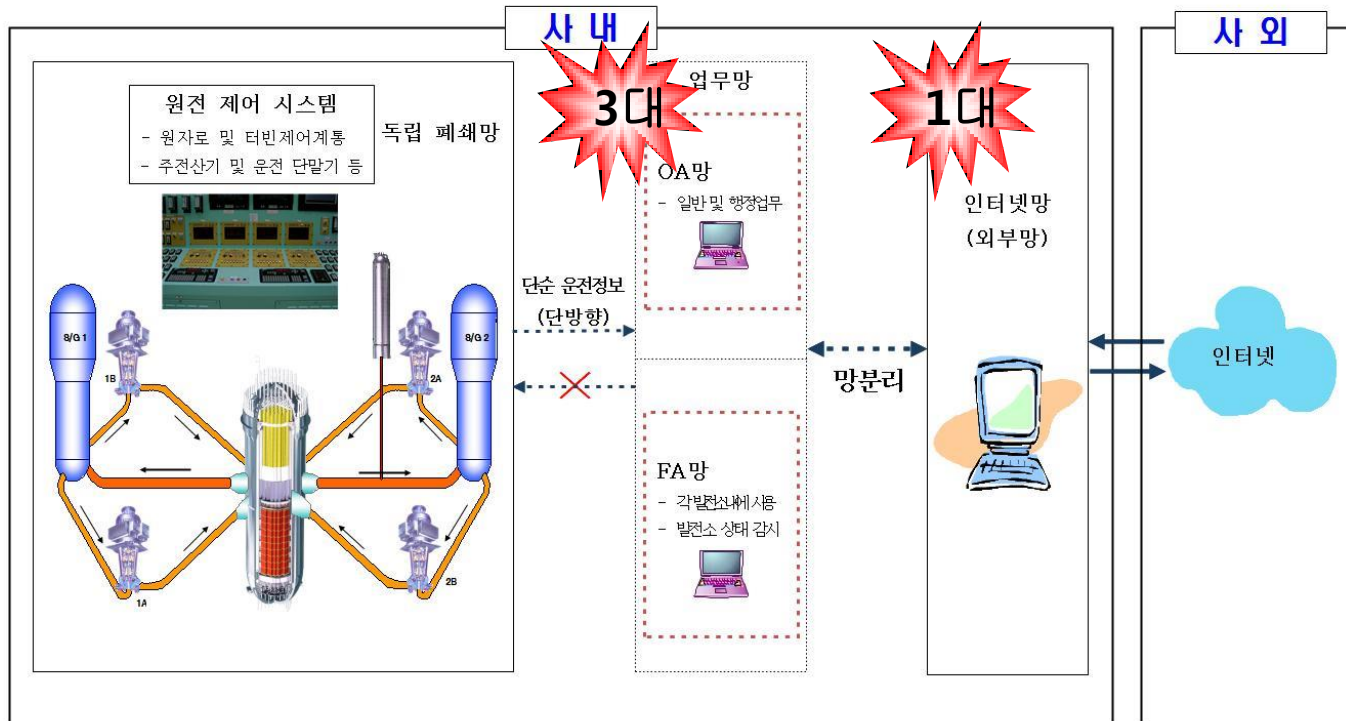 사 내
사 외
원전 제어 시스템
- 원자로 및 터빈제어계통
- 주전산기 및 운전 단말기 등
독립 폐쇄망
3대
업무망
1대
OA망
- 일반 및 행정업무
인터넷망
(외부망)
단순 운전정보
(단방향)
망분리
인터넷
FA망
- 각발전소내에 사용
- 발전소 상태 감시
S/G 1
S/G 2
1B
2A
1A
2B